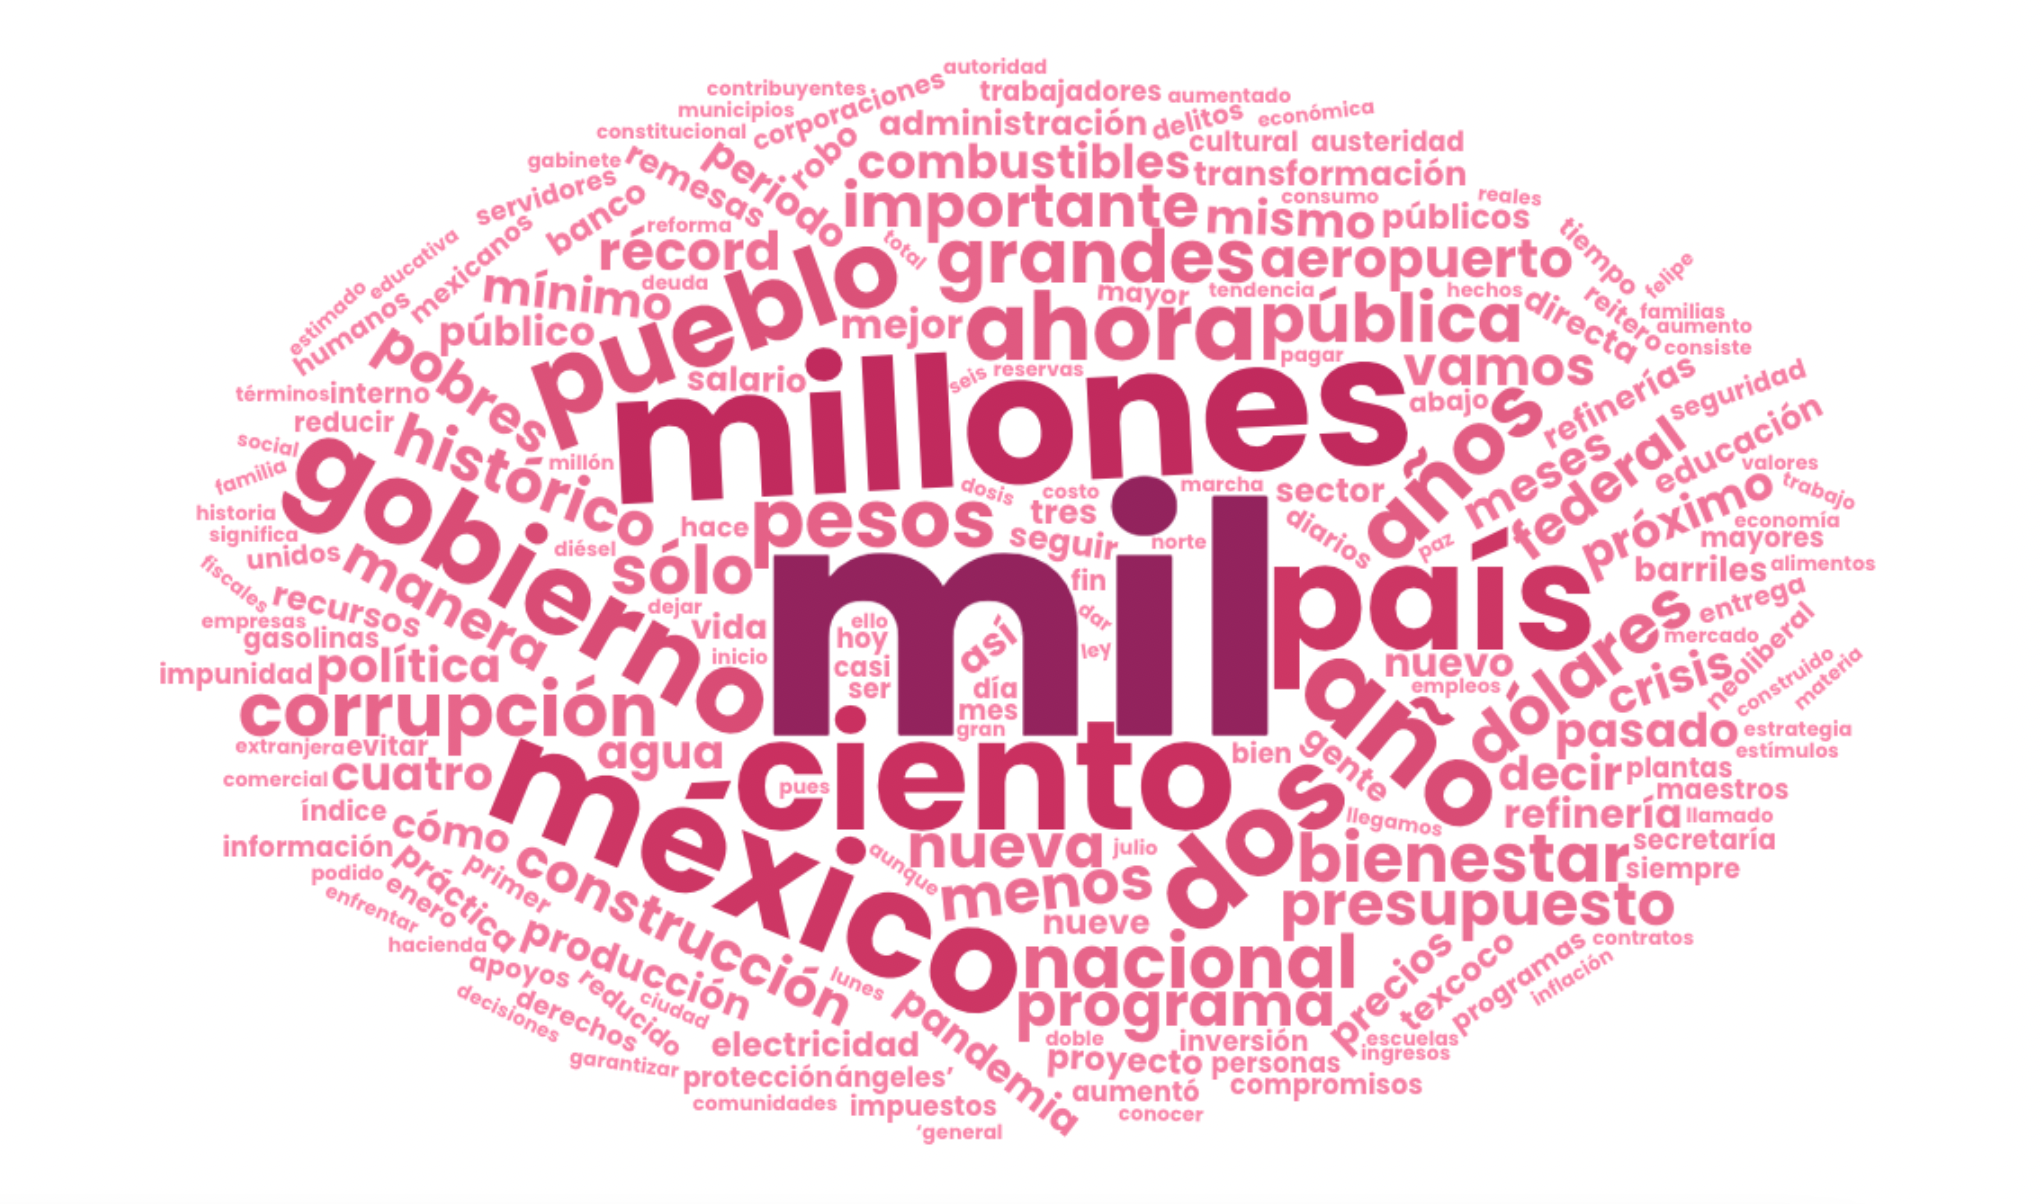 autoridad
contribuyentes
corporaciones
trabajadores
aumentado
municipios
económica
constitucional
administración
delitos
robo
cultural
austeridad
gabinete
remesas
período
combustibles
transformación
servidores
banco
importante
consumo
reales
mismo
públicos
reforma
récord
total
grandes
aeropuerto
tiempo
felipe
educativa
mexicanos
mínimo
deuda
pueblo
mayor
tendencia
hechos
directa
reitero
familias
estimado
humanos
público
mejor
ahora
pública
aumento
consiste
pobres
salario
seis
reservas
pagar
vamos
términos
interno
millones
abajo
años
refinerías
seguridad
reducir
histórico
social
millón
familia
gobierno
dosis
costo
marcha
sector
meses
federal
educación
valores
trabajo
historia
significa
hace
pesos
tres
mil
diarios
próximo
economía
mayores
unidos
manera
diésel
sólo
seguir
norte
paz
país
barriles
alimentos
fiscales
recursos
dejar
fin
dólares
entrega
empresas
gasolinas
vida
ello
hoy
así
dar
mercado
neoliberal
impunidad
política
inicio
casi
ley
nuevo
crisis
construido
materia
ser
día
empleos
corrupción
mes
gran
año
pasado
estrategia
extranjera
evitar
agua
ciento
bien
gente
estímulos
comercial
cuatro
méxico
pues
dos
decir
plantas
maestros
índice
cómo
llegamos
refinería
llamado
información
práctica
primer
construcción
aunque
nueva
julio
bienestar
secretaría
siempre
podido
enero
menos
enfrentar
nueve
presupuesto
hacienda
producción
nacional
precios
texcoco
programas
contratos
apoyos
reducido
lunes
inflación
decisiones
derechos
ciudad
pandemia
programa
electricidad
doble
inversión
escuelas
ingresos
garantizar
proyecto
personas
protección
ángeles’
aumentó
compromisos
comunidades
impuestos
conocer
‘general